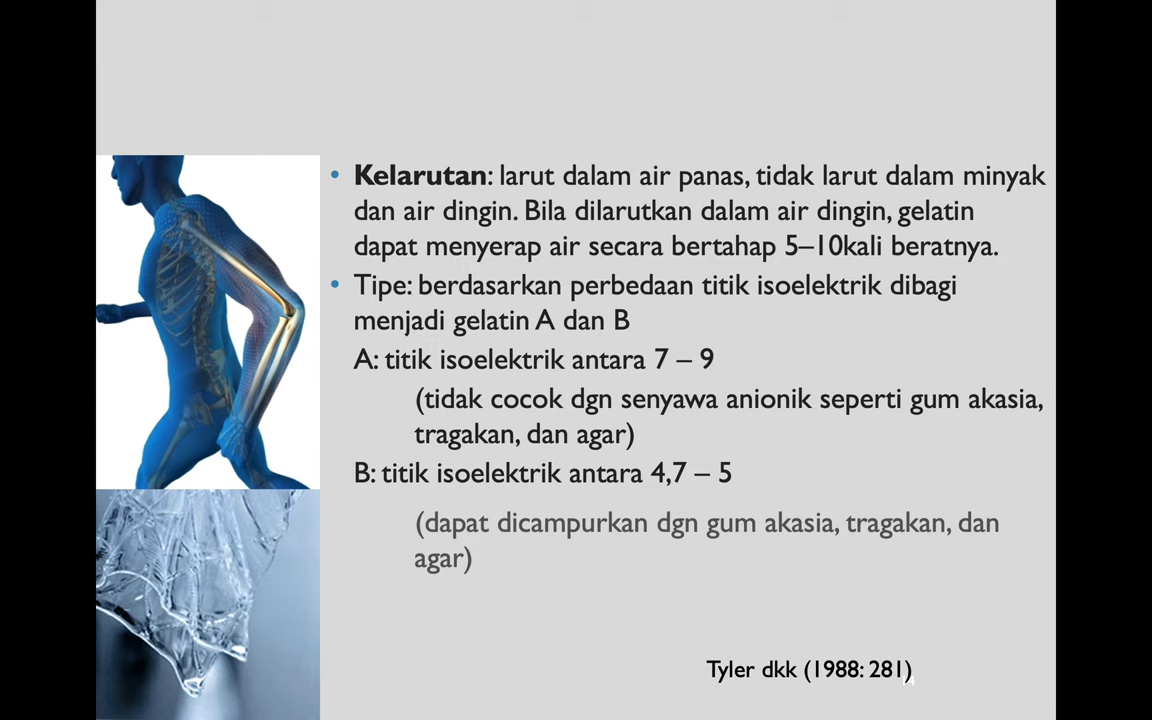 • Kelarutan: larut dalam air panas, tidak larut dalam minyak
dan air dingin. Bila dilarutkan dalam air dingin, gelatin
dapat menyerap air secara bertahap 5–10kali beratnya.
• Tipe: berdasarkan perbedaan titik isoelektrik dibagi
menjadi gelatin A dan B
A: titik isoelektrik antara 7 – 9
(tidak cocok dgn senyawa anionik seperti gum akasia,
tragakan, dan agar)
B: titik isoelektrik antara 4,7 – 5
(dapat dicampurkan dgn gum akasia, tragakan, dan
agar)
Tyler dkk (1988: 281)